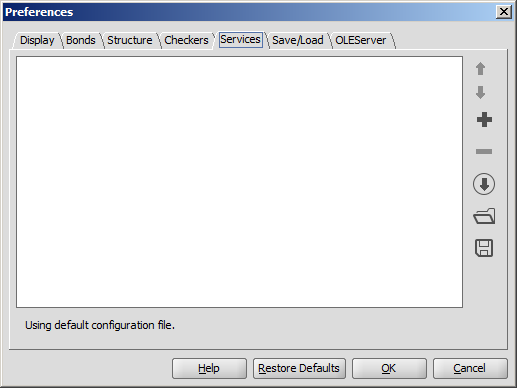 Preferences
Display Bonds Structure Checkers Services Save/Load OLEServer
Using default configuration file.
Help Restore Defaults OK Cancel